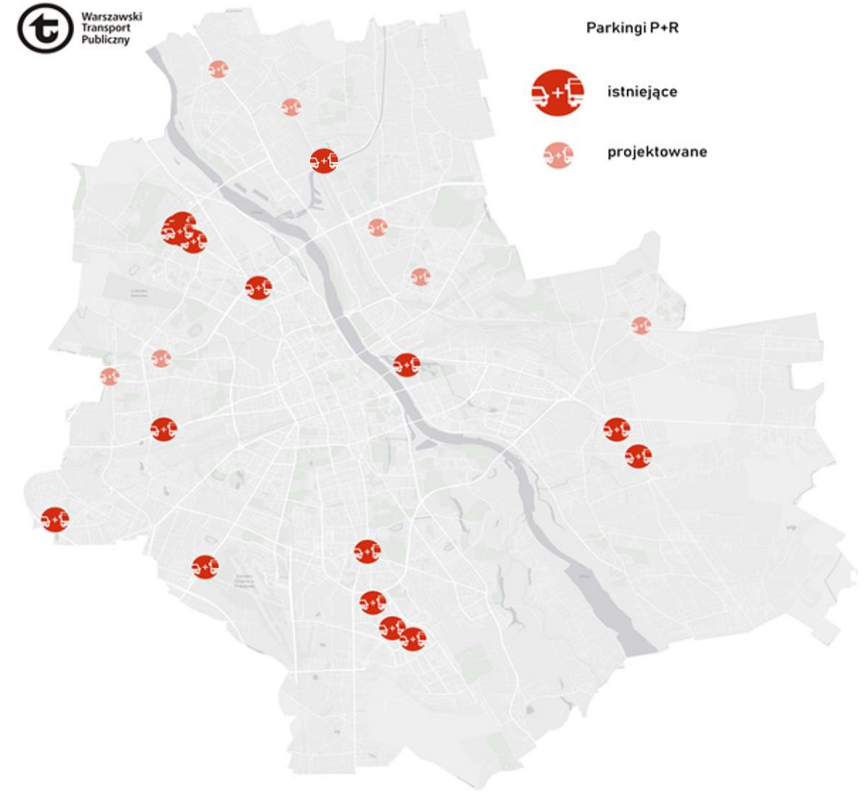 Warszawski
Transport
Publiczny
Parkingi P+R
istniejące
projektowane